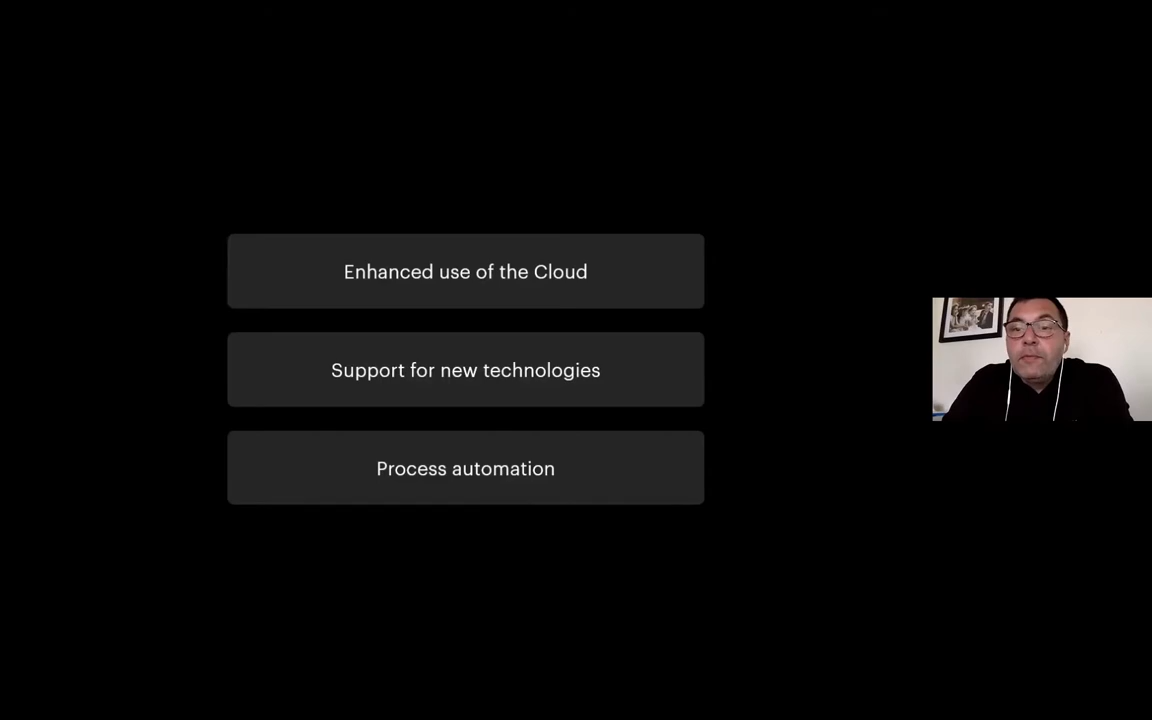 Enhanced use of the Cloud
Support for new technologies
Process automation